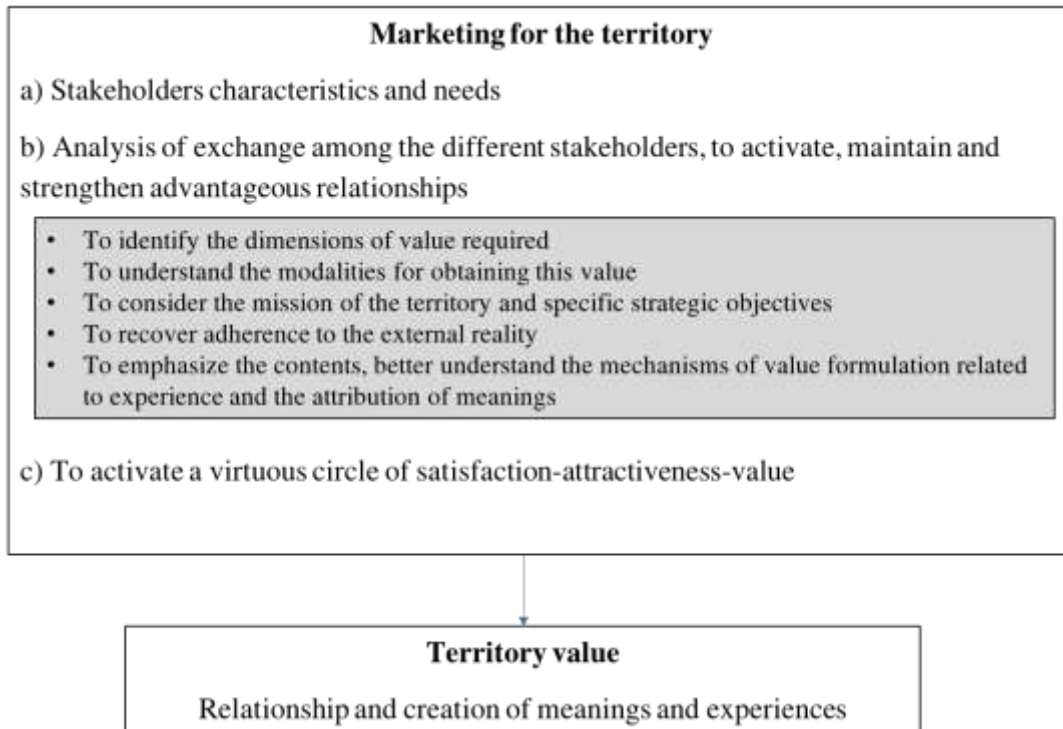 Marketing for the territory
a) Stakeholders characteristics and needs
b) Analysis of exchange among the different stakeholders, to activate, maintain and
strengthen advantageous relationships
• To identify the dimensions of value required
• To understand the modalities for obtaining this value
• To consider the mission of the territory and specific strategic objectives
• To recover adherence to the external reality
• To emphasize the contents, better understand the mechanisms of value formulation related
to experience and the attribution of meanings
c) To activate a virtuous circle of satisfaction-attractiveness-value
Territory value
Relationship and creation of meanings and experiences